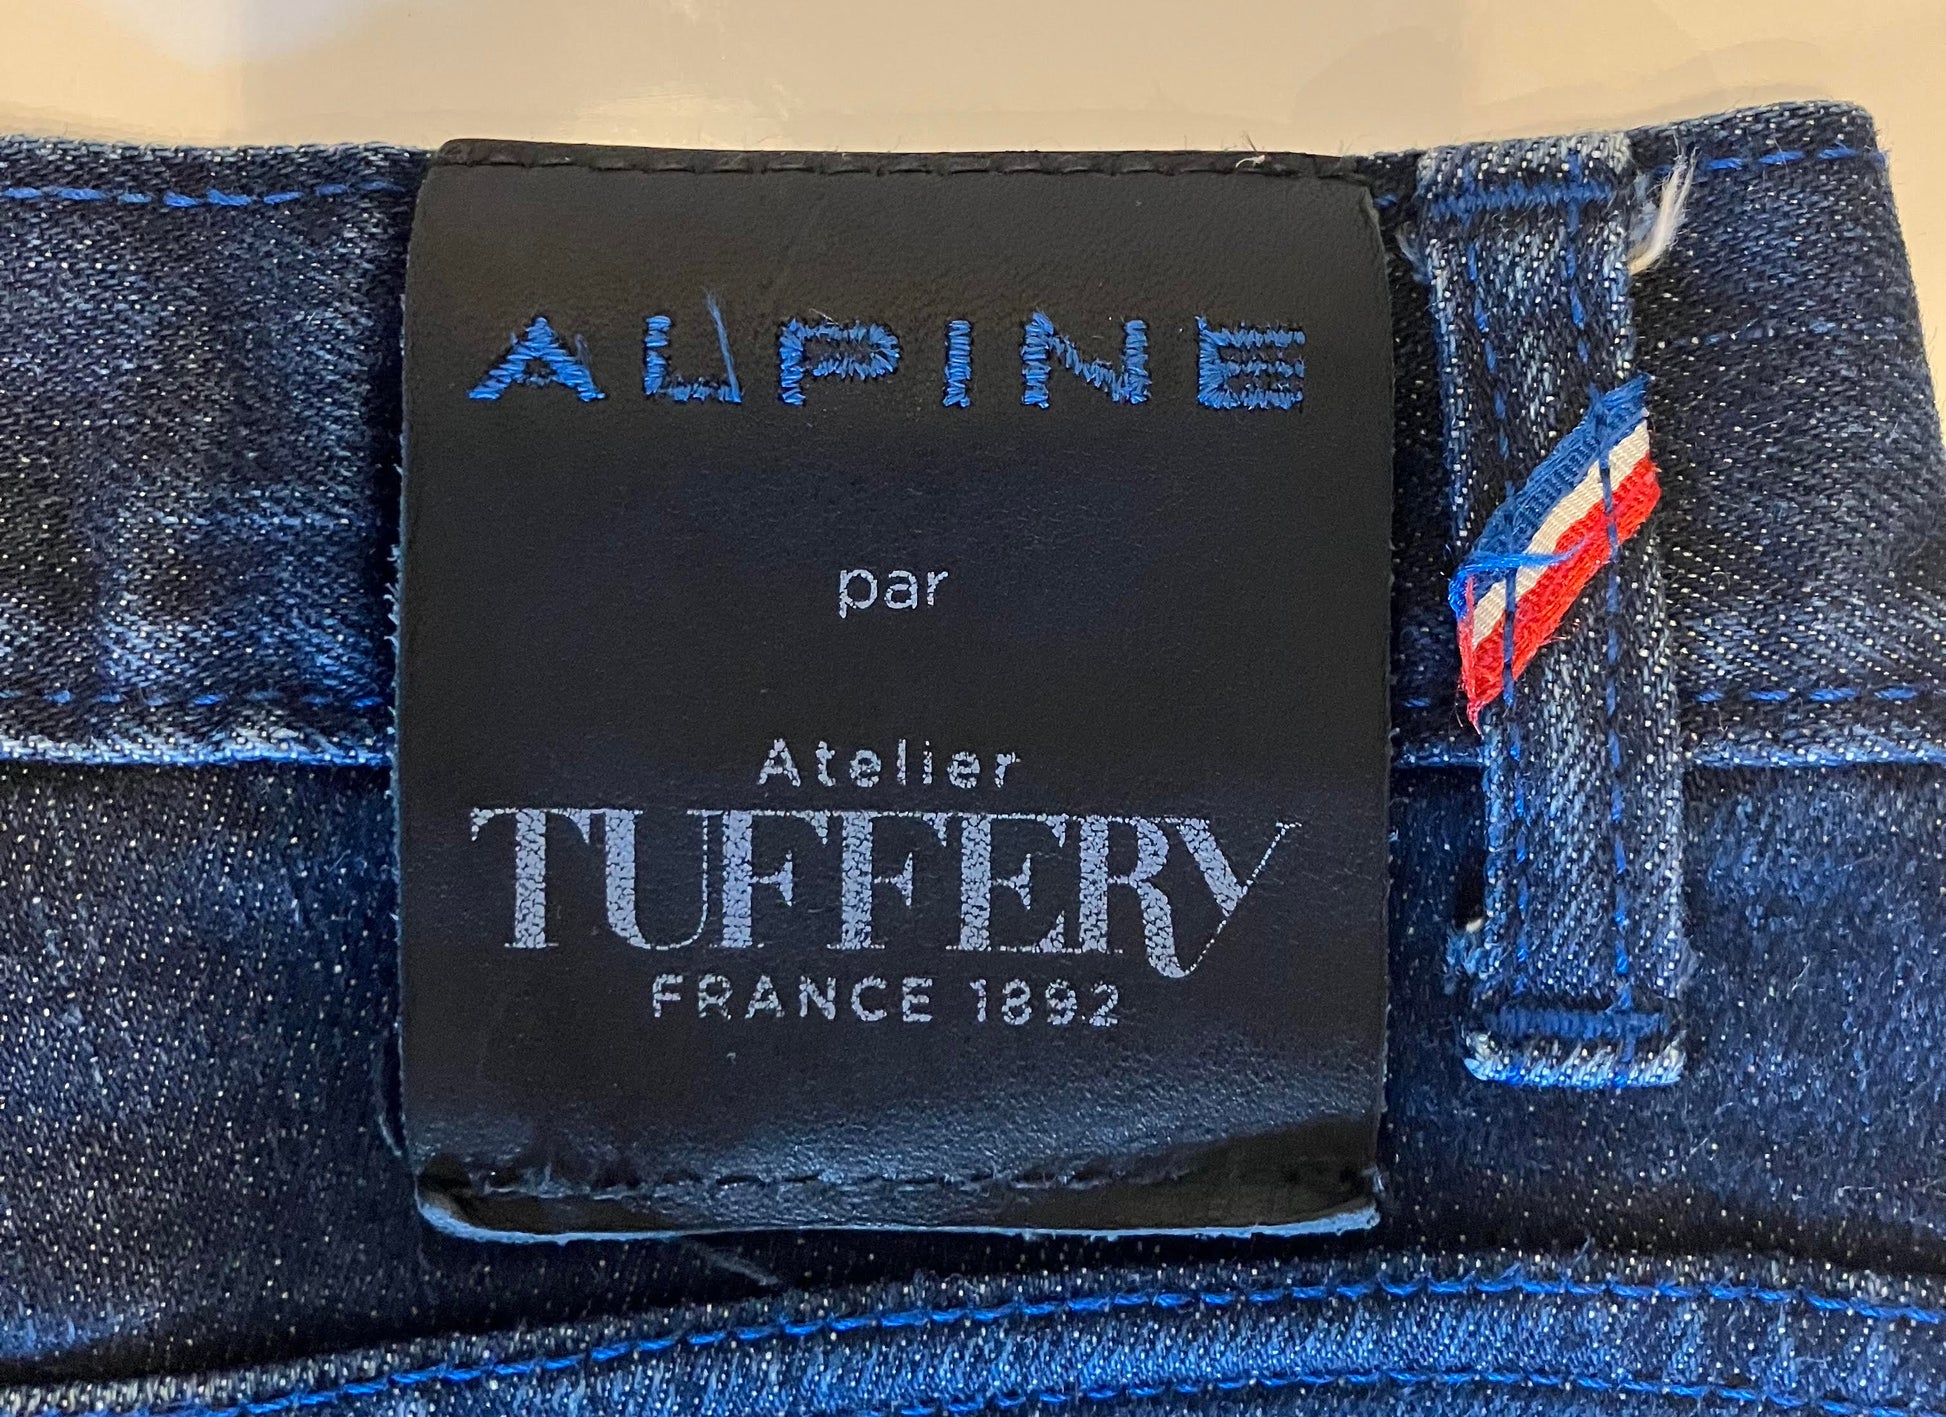 ALPINE
par
Atelier
TUFFERY
FRANCE 1892